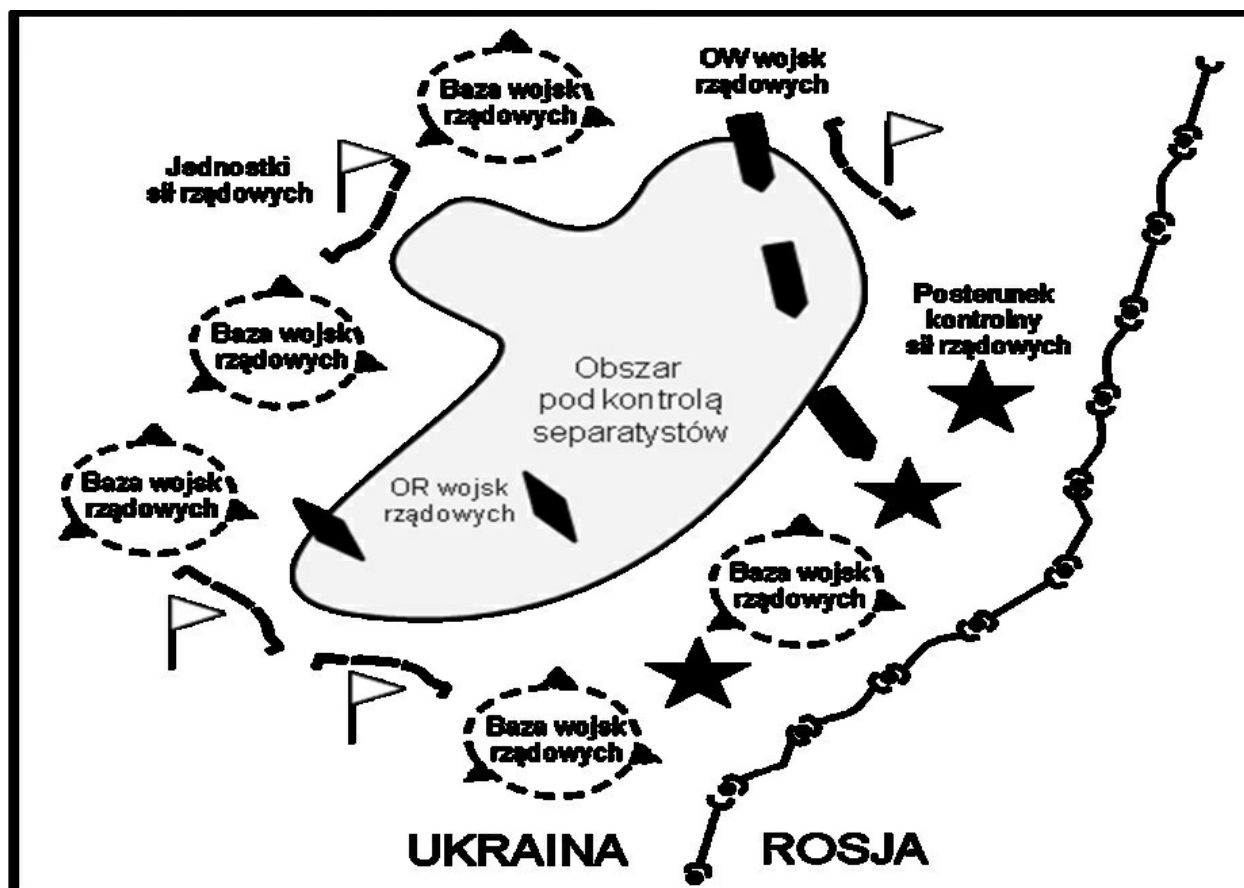 Baza wojsk
rządowych
OW wojsk
rządowych
Jednostki
sił rządowych
Baza wojsk
rządowych
Posterunek
kontrolny
sił rządowych
Obszar
pod kontrolą
separatystów
Baza wojsk
rządowych
OR wojsk
rządowych
Baza wojsk
rządowych
Baza wojsk
rządowych
UKRAINA
ROSJA